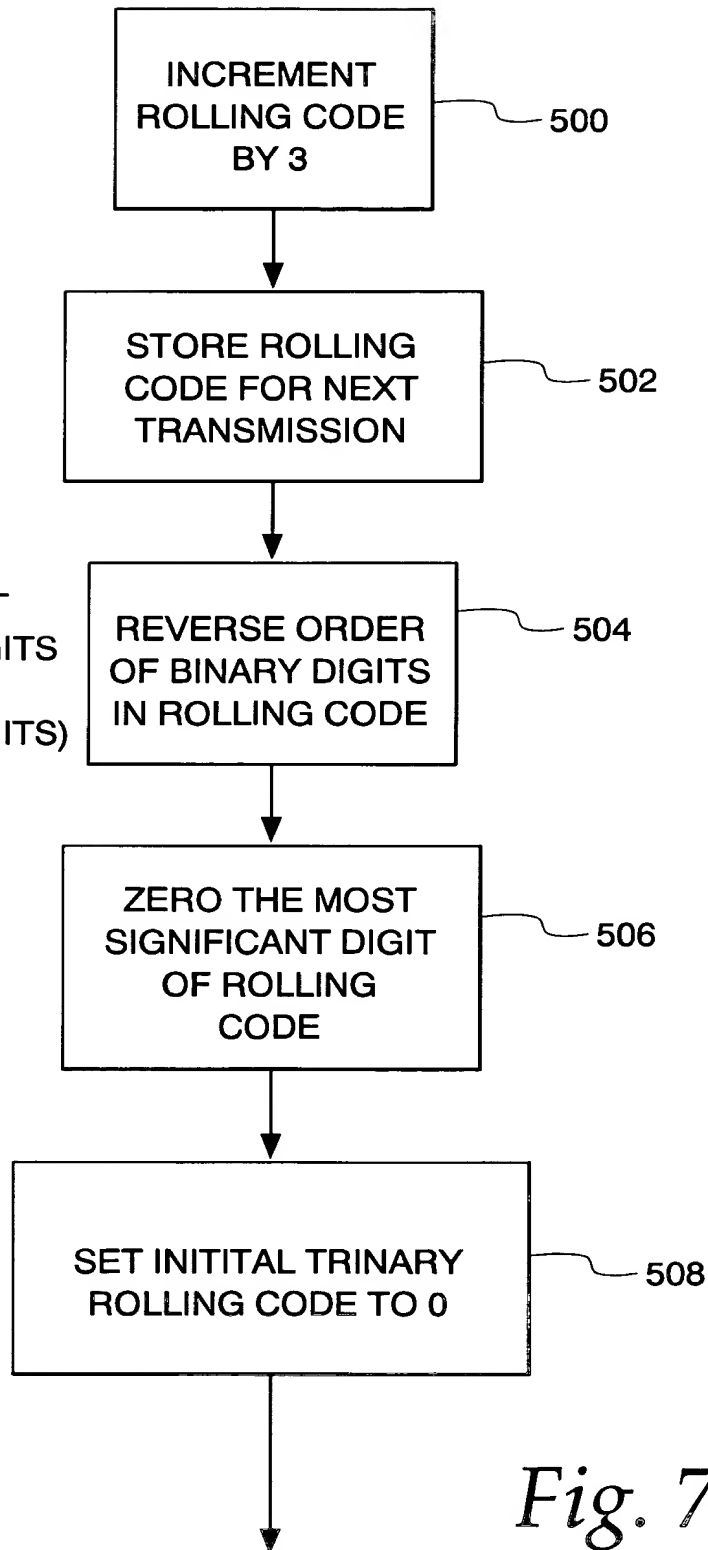 INCREMENT
ROLLING CODE
BY 3
500
STORE ROLLING
CODE FOR NEXT
TRANSMISSION
502
REVERSE ORDER
OF BINARY DIGITS
IN ROLLING CODE
504
ITS)
ZERO THE MOST
SIGNIFICANT DIGIT
OF ROLLING
CODE
506
SET INITITAL TRINARY
ROLLING CODE TO 0
508
Fig. 7